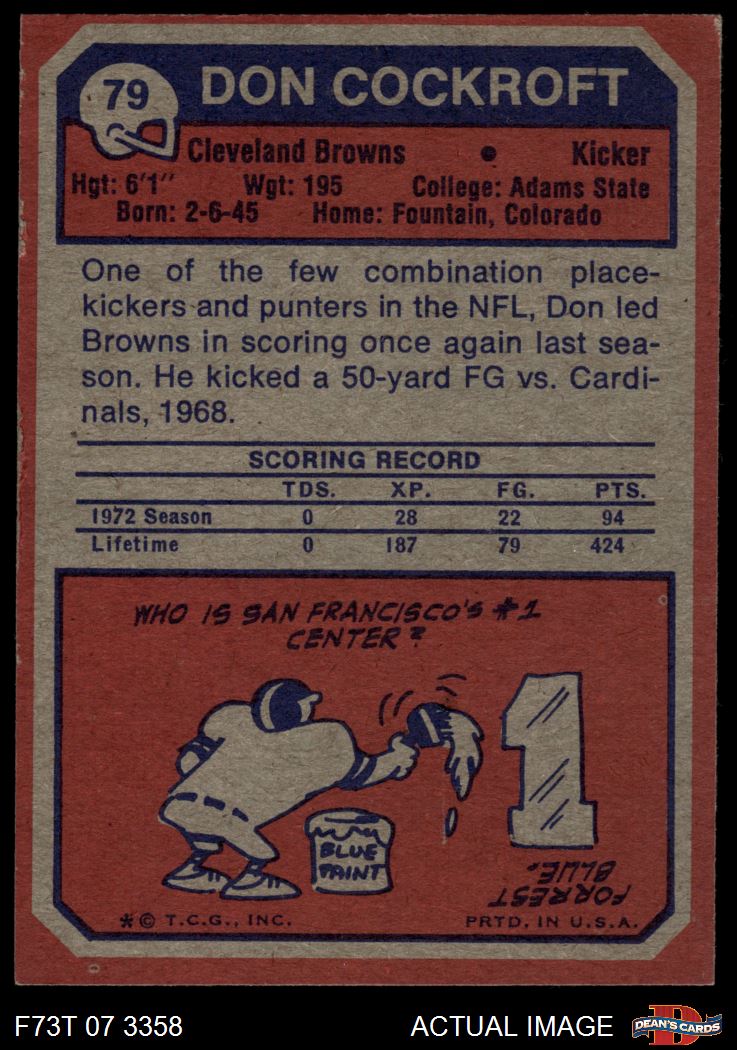 79
DON COCKROFT
Cleveland Browns • Kicker
Hgt: 6'1" Wgt: 195 College: Adams State
Born: 2-6-45 Home: Fountain, Colorado
One of the few combination place-
kickers and punters in the NFL, Don led
Browns in scoring once again last sea-
son. He kicked a 50-yard FG vs. Cardi-
nals, 1968.
SCORING RECORD
TDS. XP. FG. PTS.
1972 Season 0 28 22 94
Lifetime 0 187 79 424
WHO IS SAN FRANCISCO'S #1
CENTER?
1
BLUE
PAINT
FORREST
BLUE.
*© T.C.G., INC. PRTD. IN U.S.A.
F73T 07 3358 ACTUAL IMAGE
D
DEAN'S CARDS